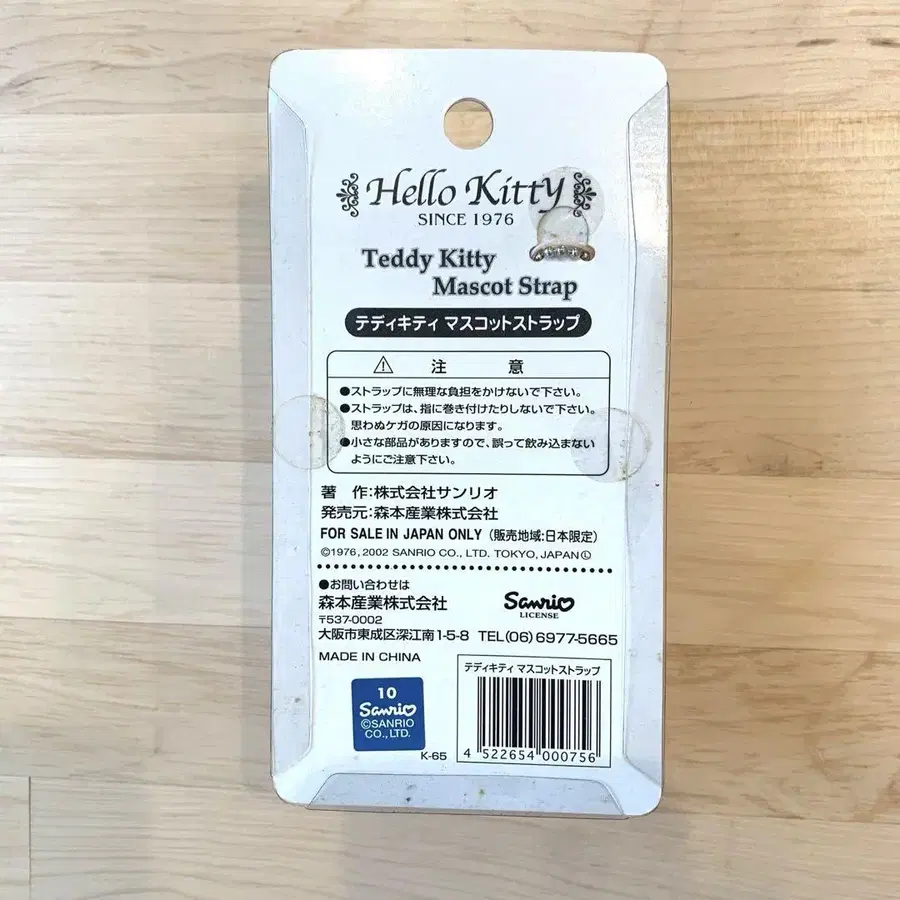 Hello Kitty
SINCE 1976
Teddy Kitty
Mascot Strap
テディキティ マスコットストラップ
⚠ 注 意
●ストラップに無理な負担をかけないで下さい。
●ストラップは、指に巻き付けたりしないで下さい。
思わぬケガの原因になります。
●小さな部品がありますので、誤って飲み込まない
ようにご注意下さい。
著 作:株式会社サンリオ
発売元:森本産業株式会社
FOR SALE IN JAPAN ONLY (販売地域:日本限定)
©1976, 2002 SANRIO CO., LTD. TOKYO, JAPAN Ⓛ
●お問い合わせは
森本産業株式会社
〒537-0002
大阪市東成区深江南1-5-8 TEL(06)6977-5665
Sanrio
LICENSE
MADE IN CHINA
10
Sanrio
©SANRIO
CO., LTD.
K-65
テディキティ マスコットストラップ
4 522654 000756